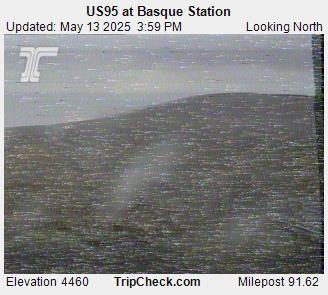 US95 at Basque Station
Updated: May 13 2025 3:59 PM Looking North
Elevation 4460 TripCheck.com Milepost 91.62